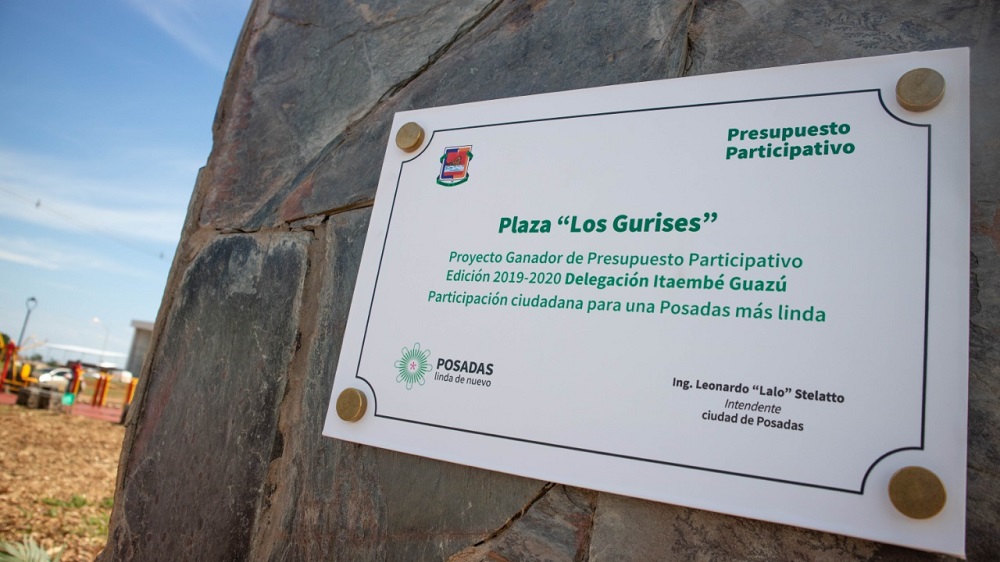 Presupuesto
Participativo
Plaza “Los Gurises”
Proyecto Ganador de Presupuesto Participativo
Edición 2019-2020 Delegación Itaembé Guazú
Participación ciudadana para una Posadas más linda
POSADAS
linda de nuevo
Ing. Leonardo “Lalo” Stelatto
Intendente
ciudad de Posadas